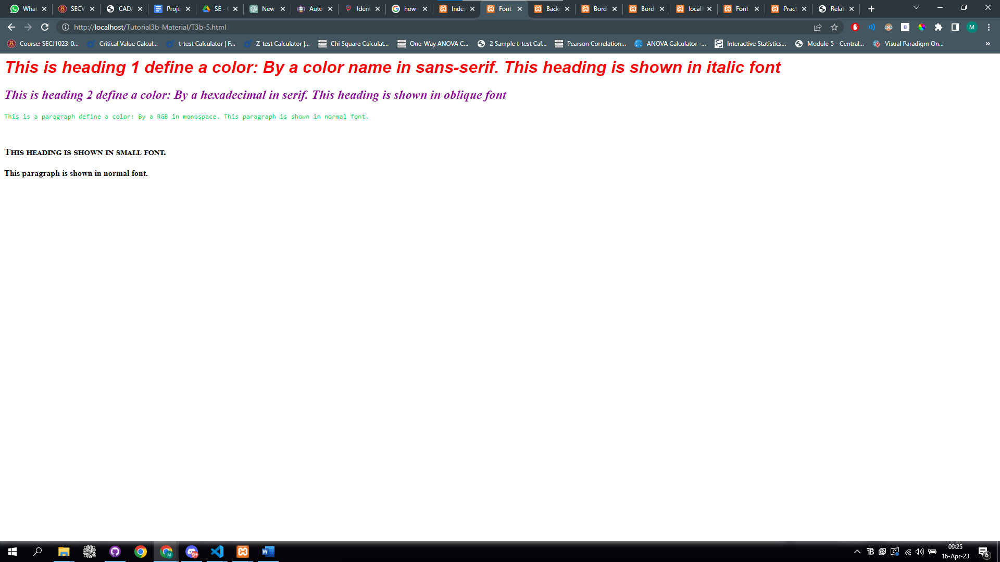 What
SECV
CADA
Proje
SE - 
New
Auto
Ident
how
Index
Font
Back
Bord
Bord
locall
Font
Pract
Relat
http://localhost/Tutorial3b-Material/T3b-5.html
M
Course: SECJ1023-0...
Critical Value Calcul...
t-test Calculator | F...
Z-test Calculator |...
Chi Square Calculat...
One-Way ANOVA C...
2 Sample t-test Cal...
Pearson Correlation...
ANOVA Calculator -...
Interactive Statistics...
Module 5 - Central...
Visual Paradigm On...
»
This is heading 1 define a color: By a color name in sans-serif. This heading is shown in italic font
This is heading 2 define a color: By a hexadecimal in serif. This heading is shown in oblique font
This is a paragraph define a color: By a RGB in monospace. This paragraph is shown in normal font.
This heading is shown in small font.
This paragraph is shown in normal font.
M
9+
W
09:25
16-Apr-23
6